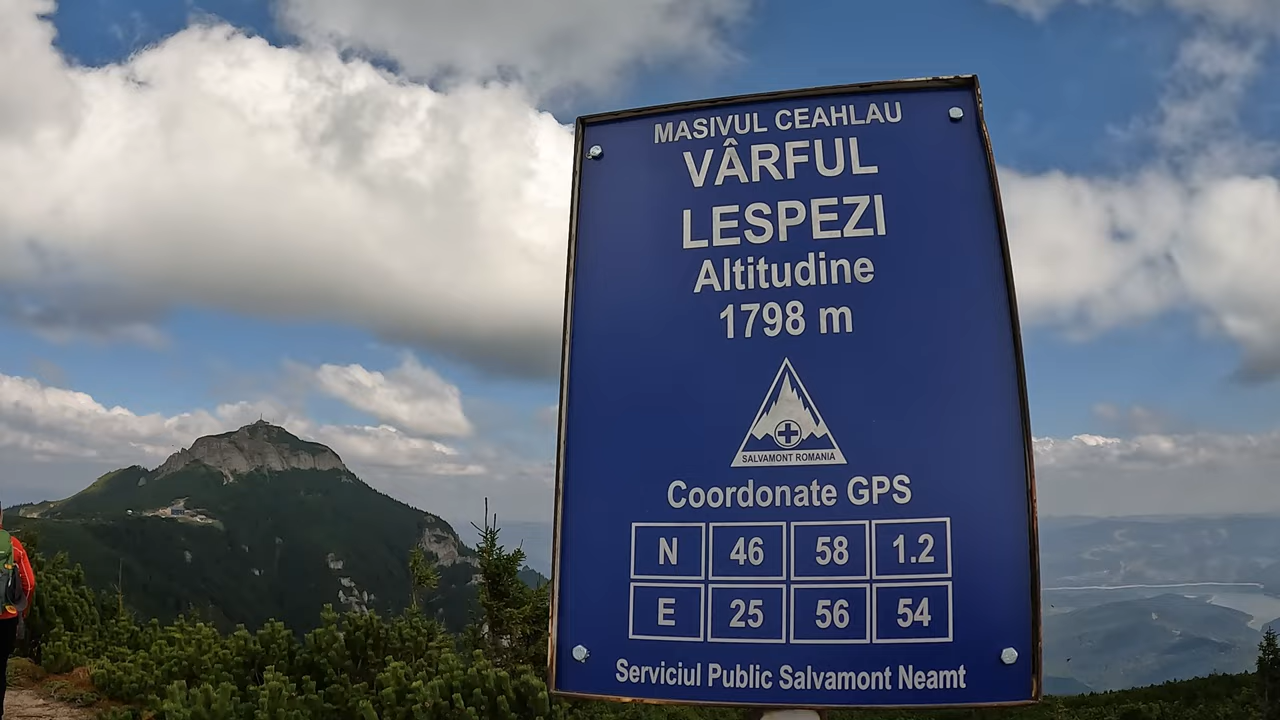 MASIVUL CEAHLAU
VÂRFUL
LESPEZI
Altitudine
1798 m
SALVAMONT ROMANIA
Coordonate GPS
N 46 58 1.2
E 25 56 54
Serviciul Public Salvamont Neamt